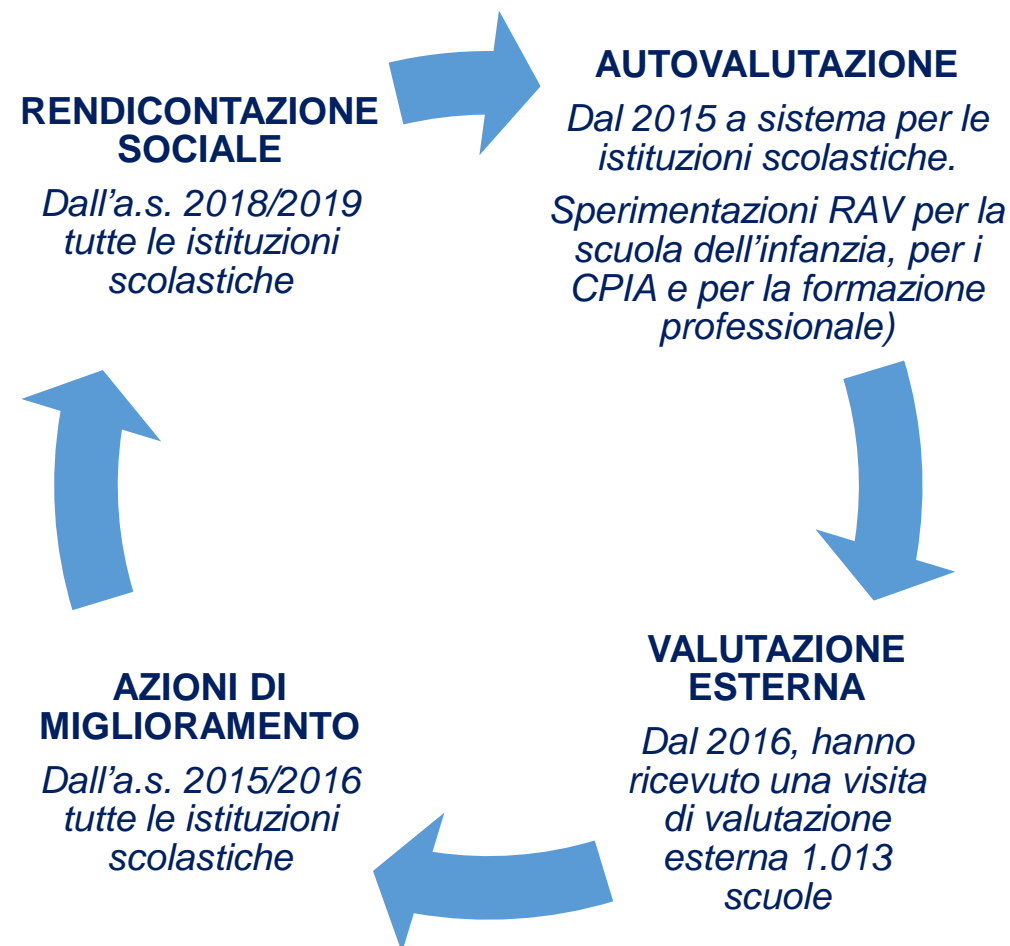 AUTOVALUTAZIONE
Dal 2015 a sistema per le
istituzioni scolastiche.
Sperimentazioni RAV per la
scuola dell'infanzia, per i
CPIA e per la formazione
professionale)
VALUTAZIONE
ESTERNA
Dal 2016, hanno
ricevuto una visita
di valutazione
esterna 1.013
scuole
AZIONI DI
MIGLIORAMENTO
Dall'a.s. 2015/2016
tutte le istituzioni
scolastiche
RENDICONTAZIONE
SOCIALE
Dall'a.s. 2018/2019
tutte le istituzioni
scolastiche